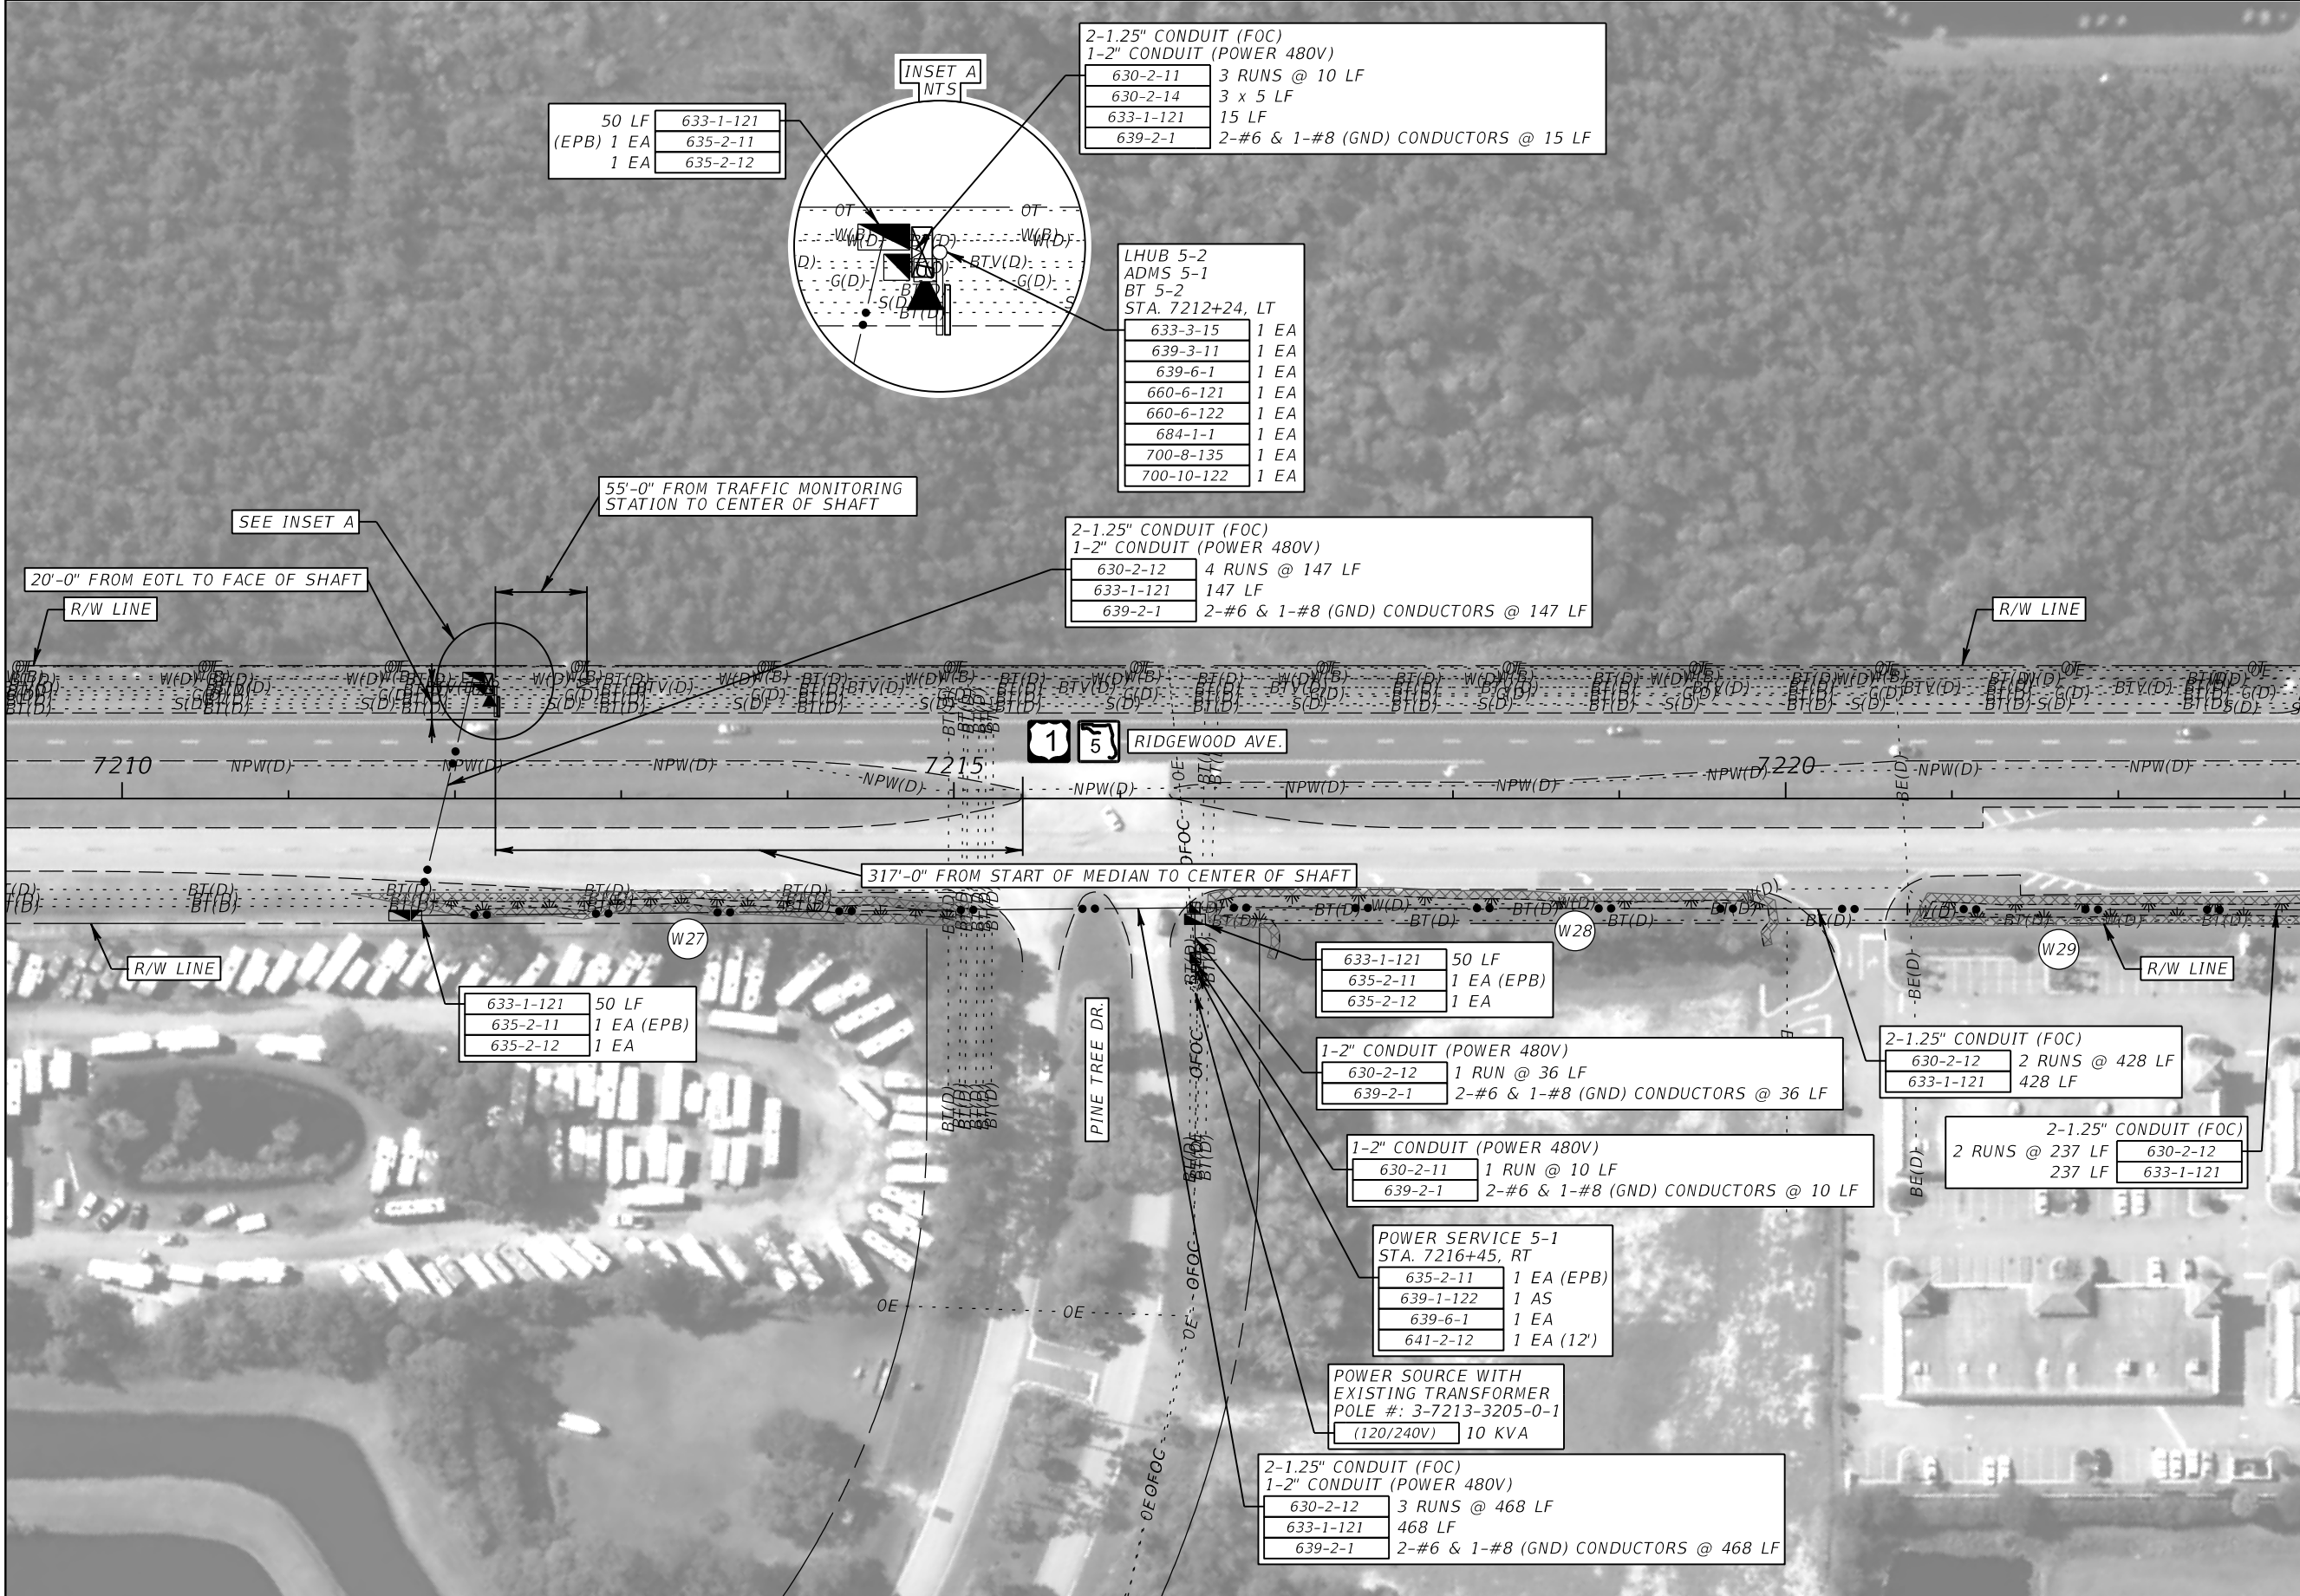 INSET A
NTS
2-1.25" CONDUIT (FOC)
1-2" CONDUIT (POWER 480V)
630-2-11 3 RUNS @ 10 LF
630-2-14 3 x 5 LF
633-1-121 15 LF
639-2-1 2-#6 & 1-#8 (GND) CONDUCTORS @ 15 LF
50 LF 633-1-121
(EPB) 1 EA 635-2-11
1 EA 635-2-12
OT OT
W(B) W(B)
W(D) BT(D) W(D)
D) BTV(D)
G(D) G(D)
S(D) S
BT(D)
LHUB 5-2
ADMS 5-1
BT 5-2
STA. 7212+24, LT
633-3-15 1 EA
639-3-11 1 EA
639-6-1 1 EA
660-6-121 1 EA
660-6-122 1 EA
684-1-1 1 EA
700-8-135 1 EA
700-10-122 1 EA
55'-0" FROM TRAFFIC MONITORING
STATION TO CENTER OF SHAFT
SEE INSET A
20'-0" FROM EOTL TO FACE OF SHAFT
R/W LINE
2-1.25" CONDUIT (FOC)
1-2" CONDUIT (POWER 480V)
630-2-12 4 RUNS @ 147 LF
633-1-121 147 LF
639-2-1 2-#6 & 1-#8 (GND) CONDUCTORS @ 147 LF
R/W LINE
1 5 RIDGEWOOD AVE.
7210 7215 7220
NPW(D) NPW(D) NPW(D) NPW(D) NPW(D) NPW(D) NPW(D) NPW(D) NPW(D) NPW(D)
317'-0" FROM START OF MEDIAN TO CENTER OF SHAFT
W27
W28
W29
R/W LINE
R/W LINE
633-1-121 50 LF
635-2-11 1 EA (EPB)
635-2-12 1 EA
633-1-121 50 LF
635-2-11 1 EA (EPB)
635-2-12 1 EA
PINE TREE DR.
1-2" CONDUIT (POWER 480V)
630-2-12 1 RUN @ 36 LF
639-2-1 2-#6 & 1-#8 (GND) CONDUCTORS @ 36 LF
2-1.25" CONDUIT (FOC)
630-2-12 2 RUNS @ 428 LF
633-1-121 428 LF
2-1.25" CONDUIT (FOC)
2 RUNS @ 237 LF 630-2-12
237 LF 633-1-121
1-2" CONDUIT (POWER 480V)
630-2-11 1 RUN @ 10 LF
639-2-1 2-#6 & 1-#8 (GND) CONDUCTORS @ 10 LF
POWER SERVICE 5-1
STA. 7216+45, RT
635-2-11 1 EA (EPB)
639-1-122 1 AS
639-6-1 1 EA
641-2-12 1 EA (12')
OE OE
POWER SOURCE WITH
EXISTING TRANSFORMER
POLE #: 3-7213-3205-0-1
(120/240V) 10 KVA
2-1.25" CONDUIT (FOC)
1-2" CONDUIT (POWER 480V)
630-2-12 3 RUNS @ 468 LF
633-1-121 468 LF
639-2-1 2-#6 & 1-#8 (GND) CONDUCTORS @ 468 LF